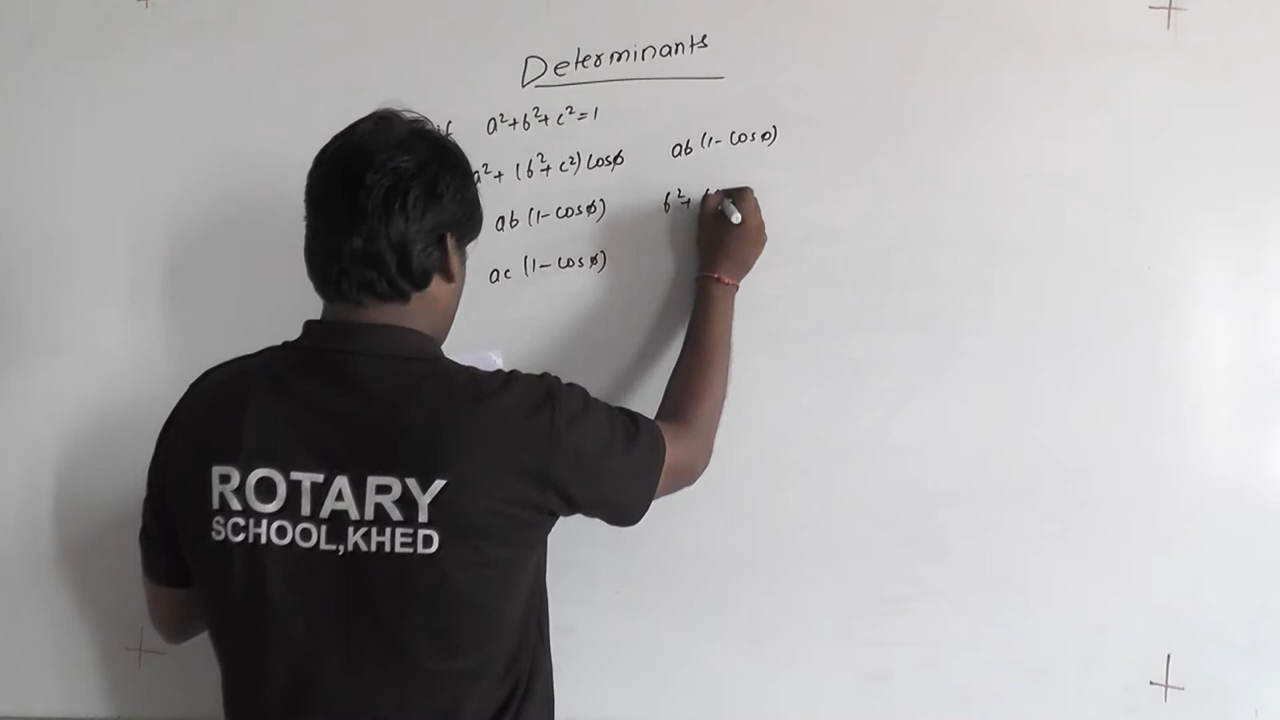 Determinants
if a²+b²+c²=1
a²+(b²+c²)cosϕ ab(1-cosϕ)
ab(1-cosϕ) b²+
ac(1-cosϕ)
ROTARY
SCHOOL,KHED